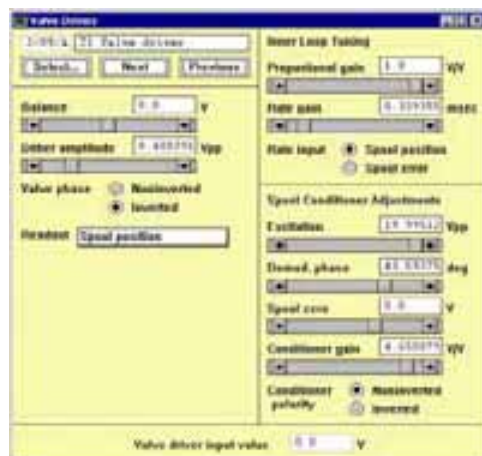 Valve Drivers
Valve driver
Select... Next Previous
Balance 0.0 V
Dither amplitude Vpp
Valve phase Noninverted
Inverted
Readout Spool position
Inner Loop Tuning
Proportional gain 1.0 V/V
Rate gain msec
Rate input Spool position
Spool error
Spool Conditioner Adjustments
Excitation Vpp
Demod. phase deg
Spool zero 0.0 V
Conditioner gain V/V
Conditioner polarity Noninverted
Inverted
Valve driver input value 0.0 V